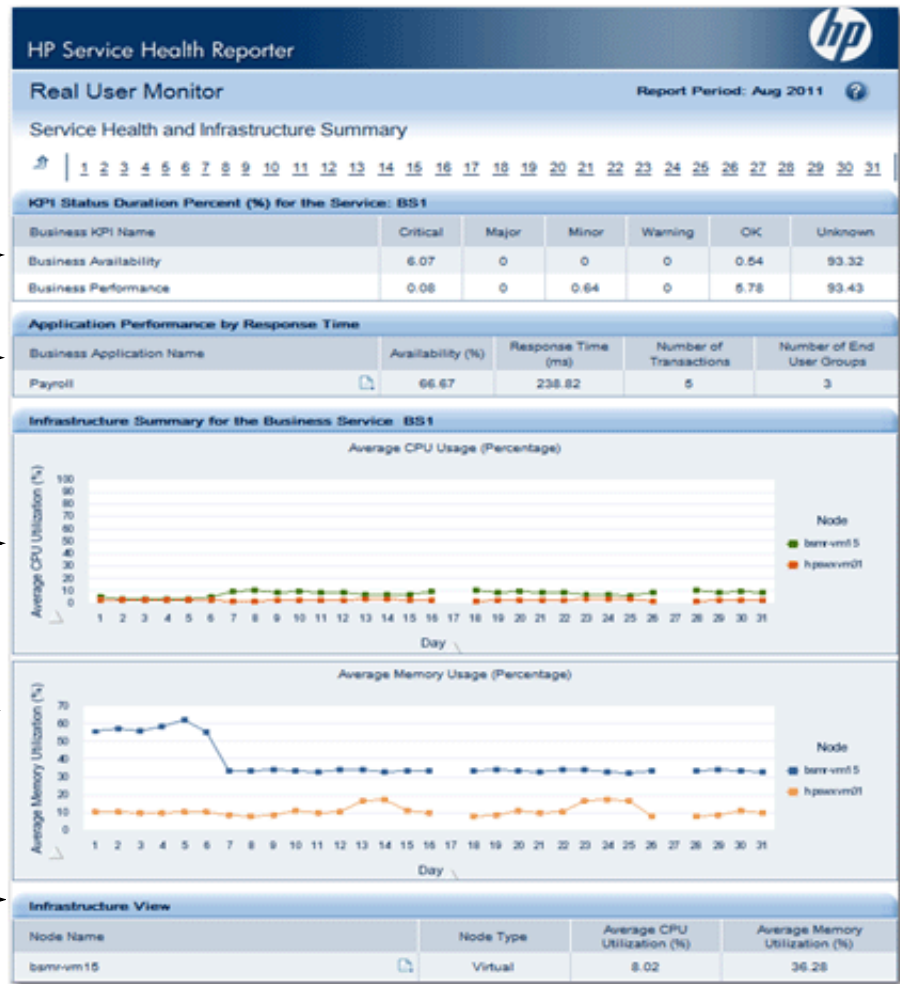 hp
HP Service Health Reporter
Real User Monitor
Report Period: Aug 2011 ?
Service Health and Infrastructure Summary
1 2 3 4 5 6 7 8 9 10 11 12 13 14 15 16 17 18 19 20 21 22 23 24 25 26 27 28 29 30 31
KPI Status Duration Percent (%) for the Service: BS1
Business KPI Name Critical Major Minor Warning OK Unknown
Business Availability 6.07 0 0 0 0.54 93.32
Business Performance 0.08 0 0.64 0 5.78 93.43
Application Performance by Response Time
Business Application Name Availability (%) Response Time (ms) Number of Transactions Number of End User Groups
Payroll 66.67 238.82 5 3
Infrastructure Summary for the Business Service BS1
Average CPU Usage (Percentage)
Average CPU Utilization (%)
100
90
80
70
60
50
40
30
20
10
0
Node
bsmr-vm15
1 2 3 4 5 6 7 8 9 10 11 12 13 14 15 16 17 18 19 20 21 22 23 24 25 26 27 28 29 30 31
Day
Average Memory Usage (Percentage)
Average Memory Utilization (%)
70
60
50
40
30
20
10
0
Node
bsmr-vm15
1 2 3 4 5 6 7 8 9 10 11 12 13 14 15 16 17 18 19 20 21 22 23 24 25 26 27 28 29 30 31
Day
Infrastructure View
Node Name Node Type Average CPU Utilization (%) Average Memory Utilization (%)
bsmr-vm15 Virtual 8.02 36.28